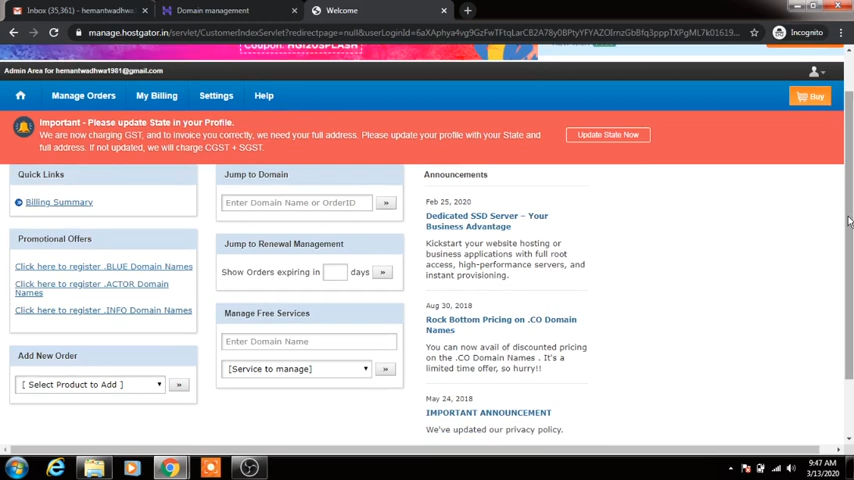 Inbox (35,361) - hemantwadhwa
Domain management
Welcome
manage.hostgator.in/servlet/CustomerIndexServlet?redirectpage=null&userLoginId=
Incognito
Coupon: HGI20SPLASH
Admin Area for hemantwadhwa1981@gmail.com
Manage Orders
My Billing
Settings
Help
Buy
Important - Please update State in your Profile.
We are now charging GST, and to invoice you correctly, we need your full address. Please update your profile with your State and
full address. If not updated, we will charge CGST + SGST.
Update State Now
Quick Links
Billing Summary
Promotional Offers
Click here to register .BLUE Domain Names
Click here to register .ACTOR Domain
Names
Click here to register .INFO Domain Names
Add New Order
[ Select Product to Add ]
»
Jump to Domain
Enter Domain Name or OrderID
»
Jump to Renewal Management
Show Orders expiring in
days
»
Manage Free Services
Enter Domain Name
[Service to manage]
»
Announcements
Feb 25, 2020
Dedicated SSD Server – Your
Business Advantage
Kickstart your website hosting or
business applications with full root
access, high-performance servers, and
instant provisioning.
Aug 30, 2018
Rock Bottom Pricing on .CO Domain
Names
You can now avail of discounted pricing
on the .CO Domain Names . It's a
limited time offer, so hurry!!
May 24, 2018
IMPORTANT ANNOUNCEMENT
We've updated our privacy policy.
9:47 AM
3/13/2020